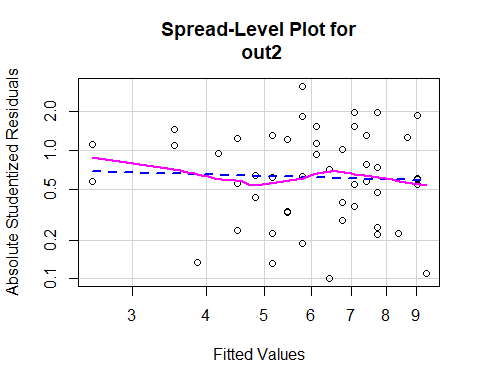 Spread-Level Plot for
out2
Absolute Studentized Residuals
2.0
1.0
0.5
0.2
0.1
3 4 5 6 7 8 9
Fitted Values